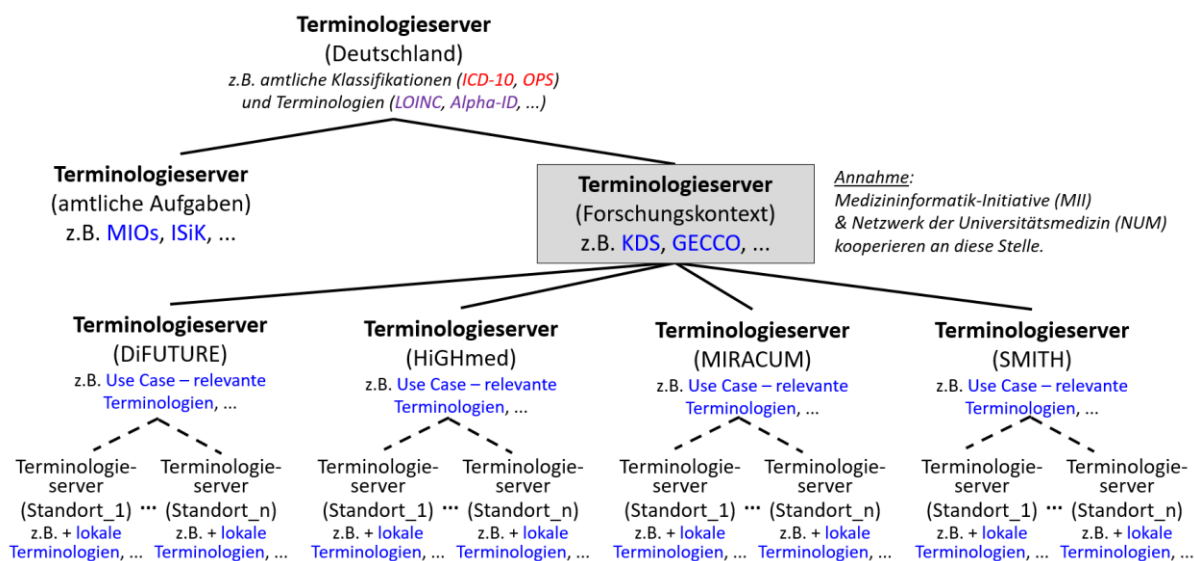 Terminologieserver
(Deutschland)
z.B. amtliche Klassifikationen (ICD-10, OPS)
und Terminologien (LOINC, Alpha-ID, ...)
Terminologieserver
(amtliche Aufgaben)
z.B. MIOs, ISiK, ...
Terminologieserver
(Forschungskontext)
z.B. KDS, GECCO, ...
Annahme:
Medizininformatik-Initiative (MII)
& Netzwerk der Universitätsmedizin (NUM)
kooperieren an diese Stelle.
Terminologieserver
(DiFUTURE)
z.B. Use Case – relevante
Terminologien, ...
Terminologieserver
(HiGHmed)
z.B. Use Case – relevante
Terminologien, ...
Terminologieserver
(MIRACUM)
z.B. Use Case – relevante
Terminologien, ...
Terminologieserver
(SMITH)
z.B. Use Case – relevante
Terminologien, ...
Terminologie-
server
(Standort_1)
z.B. + lokale
Terminologien, ...
...
Terminologie-
server
(Standort_n)
z.B. + lokale
Terminologien, ...
Terminologie-
server
(Standort_1)
z.B. + lokale
Terminologien, ...
...
Terminologie-
server
(Standort_n)
z.B. + lokale
Terminologien, ...
Terminologie-
server
(Standort_1)
z.B. + lokale
Terminologien, ...
...
Terminologie-
server
(Standort_n)
z.B. + lokale
Terminologien, ...
Terminologie-
server
(Standort_1)
z.B. + lokale
Terminologien, ...
...
Terminologie-
server
(Standort_n)
z.B. + lokale
Terminologien, ...